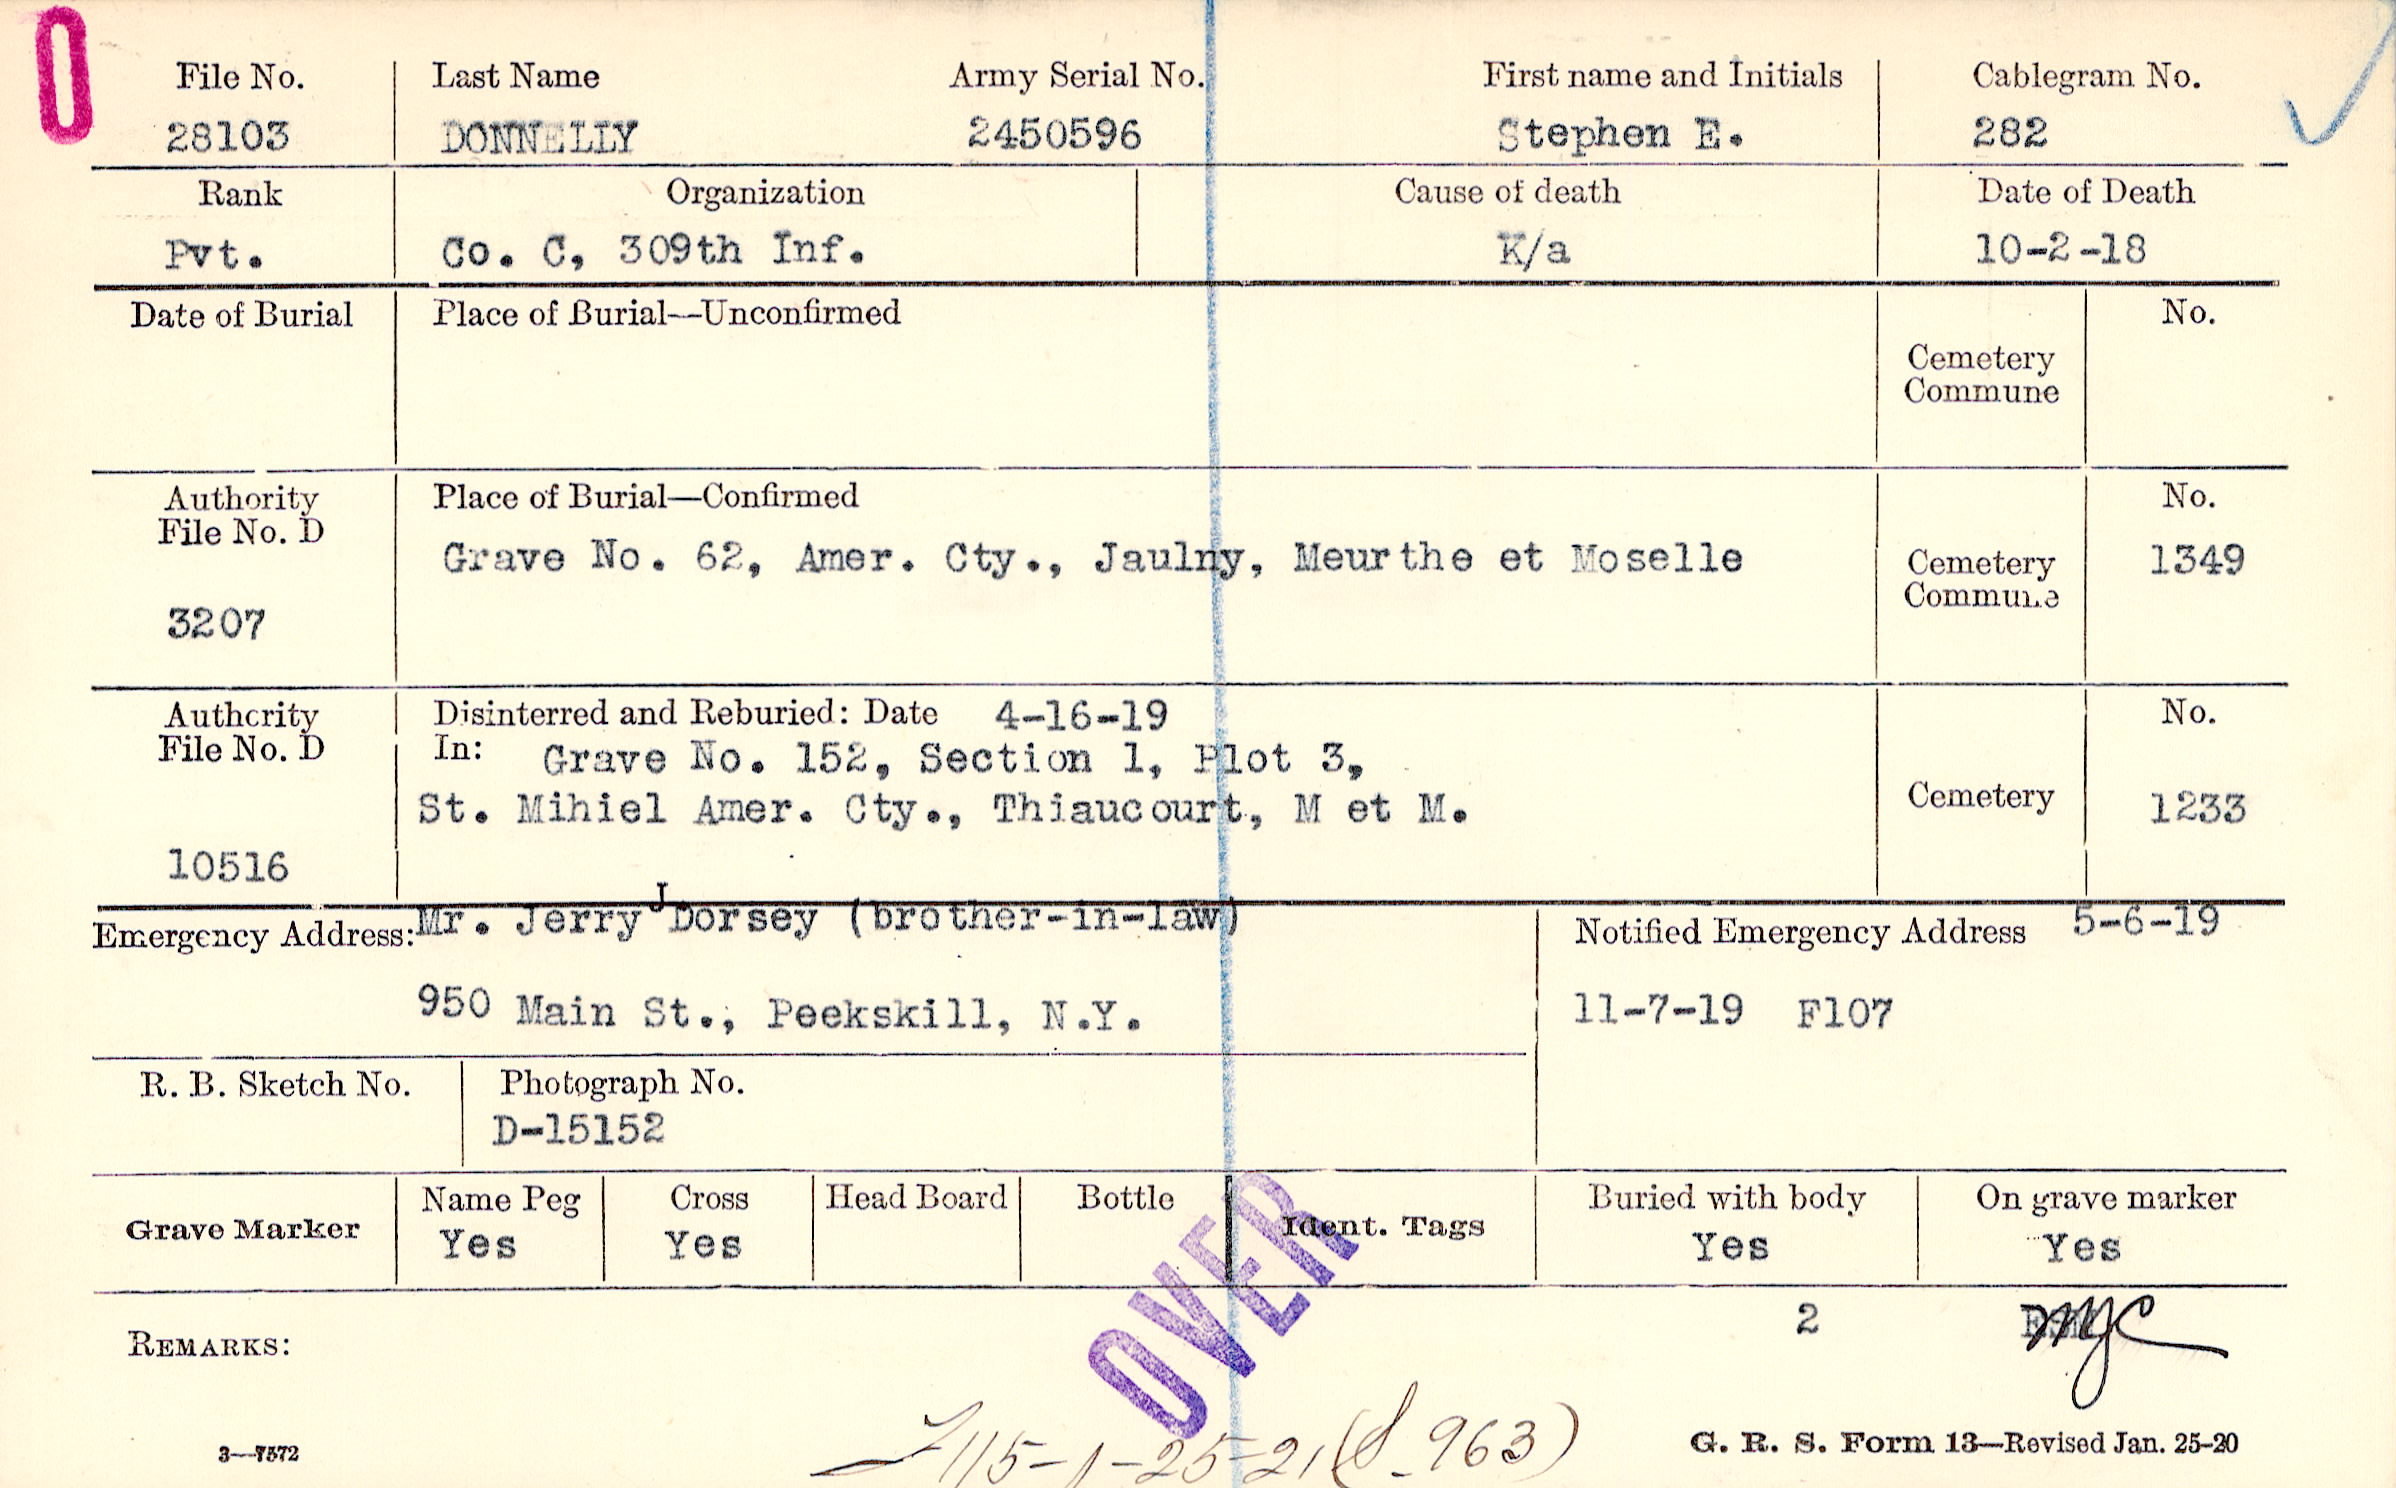 0
File No. Last Name Army Serial No. First name and Initials Cablegram No.
28103 DONNELLY 2450596 Stephen E. 282
Rank Organization Cause of death Date of Death
Pvt. Co. C, 309th Inf. K/a 10-2-18
Date of Burial Place of Burial—Unconfirmed No.
Cemetery
Commune
Authority Place of Burial—Confirmed No.
File No. D
Grave No. 62, Amer. Cty., Jaulny, Meurthe et Moselle Cemetery 1349
Commune
3207
Authority Disinterred and Reburied: Date 4-16-19 No.
File No. D In: Grave No. 152, Section 1, Plot 3,
St. Mihiel Amer. Cty., Thiaucourt, M et M. Cemetery 1233
10516
Emergency Address: Mr. Jerry J Dorsey (brother-in-law) Notified Emergency Address 5-6-19
950 Main St., Peekskill, N.Y. 11-7-19 F107
R. B. Sketch No. Photograph No.
D-15152
Grave Marker Name Peg Cross Head Board Bottle Ident. Tags Buried with body On grave marker
Yes Yes Yes Yes
OVER
2
REMARKS:
115-1-25-21 ( 963)
3—7572 G. R. S. Form 13—Revised Jan. 25-20